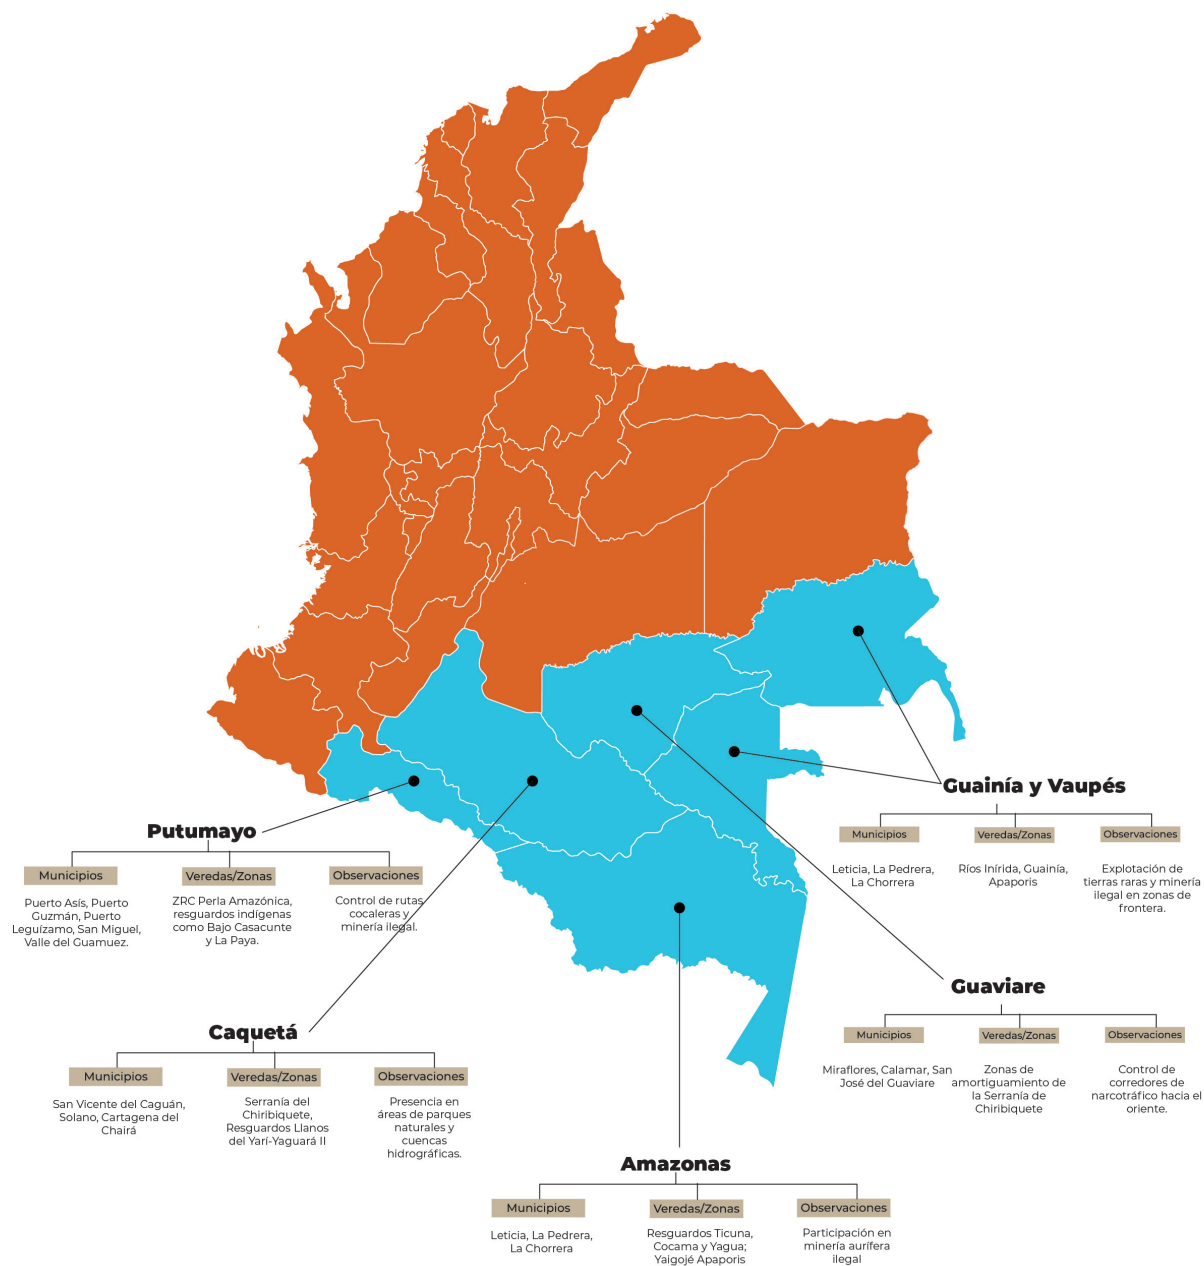 Guainía y Vaupés
Municipios
Veredas/Zonas
Observaciones
Leticia, La Pedrera,
La Chorrera
Ríos Inírida, Guainía,
Apaporis
Explotación de
tierras raras y minería
ilegal en zonas de
frontera.
Putumayo
Municipios
Veredas/Zonas
Observaciones
Puerto Asís, Puerto
Guzmán, Puerto
Leguízamo, San Miguel,
Valle del Guamuez.
ZRC Perla Amazónica,
resguardos indígenas
como Bajo Casacunte
y La Paya.
Control de rutas
cocaleras y
minería ilegal.
Guaviare
Municipios
Veredas/Zonas
Observaciones
Miraflores, Calamar, San
José del Guaviare
Zonas de
amortiguamiento de
la Serranía de
Chiribiquete
Control de
corredores de
narcotráfico hacia el
oriente.
Caquetá
Municipios
Veredas/Zonas
Observaciones
San Vicente del Caguán,
Solano, Cartagena del
Chairá
Serranía del
Chiribiquete,
Resguardos Llanos
del Yarí-Yaguará II
Presencia en
áreas de parques
naturales y
cuencas
hidrográficas.
Amazonas
Municipios
Veredas/Zonas
Observaciones
Leticia, La Pedrera,
La Chorrera
Resguardos Ticuna,
Cocama y Yagua;
Yaigojé Apaporis
Participación en
minería aurífera
ilegal